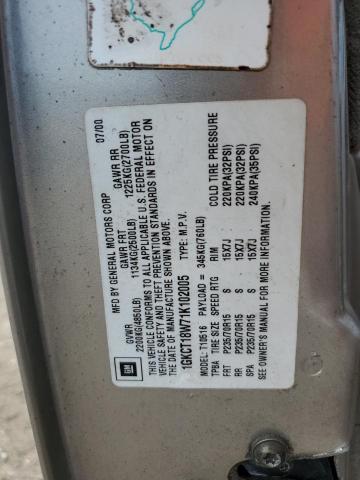 GM
MFD BY GENERAL MOTORS CORP 07/00
GVWR GAWR FRT GAWR RR
2200KG(4850LB) 1134KG(2500LB) 1225KG(2700LB)
THIS VEHICLE CONFORMS TO ALL APPLICABLE U.S. FEDERAL MOTOR
VEHICLE SAFETY AND THEFT PREVENTION STANDARDS IN EFFECT ON
THE DATE OF MANUFACTURE SHOWN ABOVE.
1GKCT18W71K102005 TYPE: M.P.V.
MODEL: T10516 PAYLOAD = 345KG(760LB)
TPBA TIRE SIZE SPEED RTG RIM COLD TIRE PRESSURE
FRT P235/70R15 S 15X7J 220KPA(32PSI)
RR P235/70R15 S 15X7J 220KPA(32PSI)
SPA P235/70R15 S 15X7J 240KPA(35PSI)
SEE OWNER'S MANUAL FOR MORE INFORMATION.